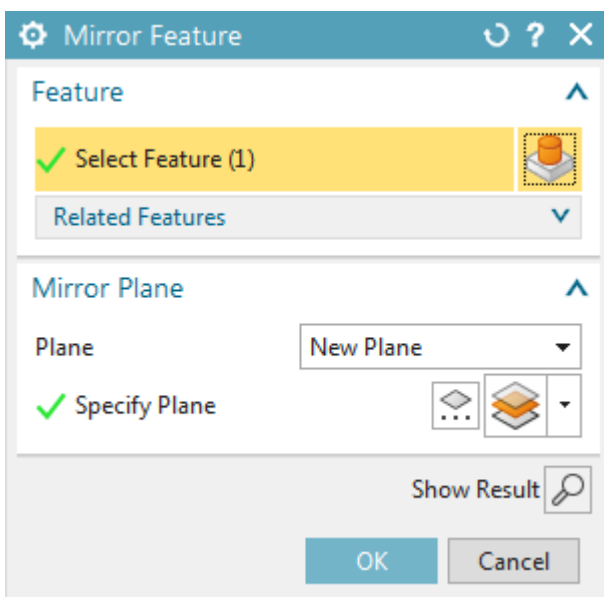 Mirror Feature
Feature
Select Feature (1)
Related Features
Mirror Plane
Plane New Plane
Specify Plane
Show Result
OK Cancel